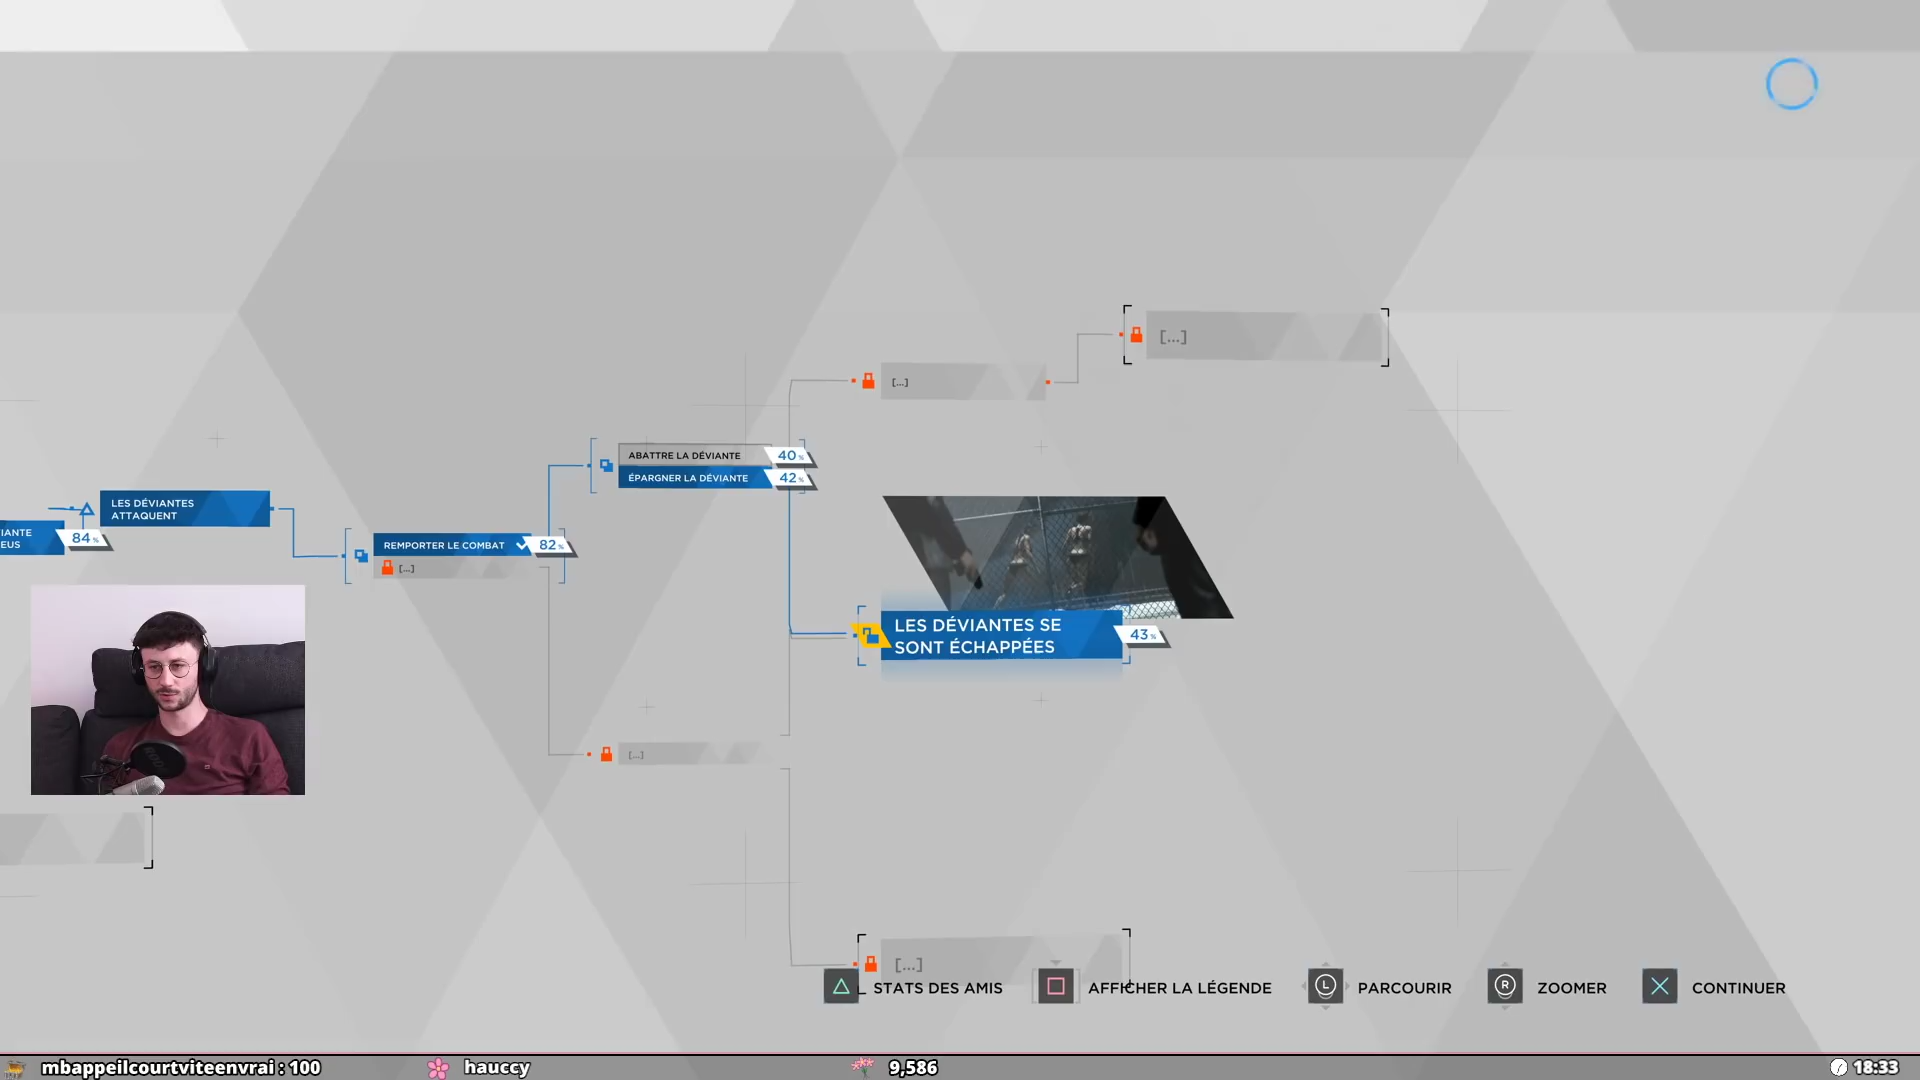 [...]
[...]
ABATTRE LA DÉVIANTE
40%
ÉPARGNER LA DÉVIANTE
42%
LES DÉVIANTES
ATTAQUENT
IANTE
EUS
84%
REMPORTER LE COMBAT
82%
[...]
LES DÉVIANTES SE
SONT ÉCHAPPÉES
43%
[...]
[...]
STATS DES AMIS
AFFICHER LA LÉGENDE
L
PARCOURIR
R
ZOOMER
CONTINUER
mbappeilcourtviteenvrai : 100
hauccy
9,586
18:33